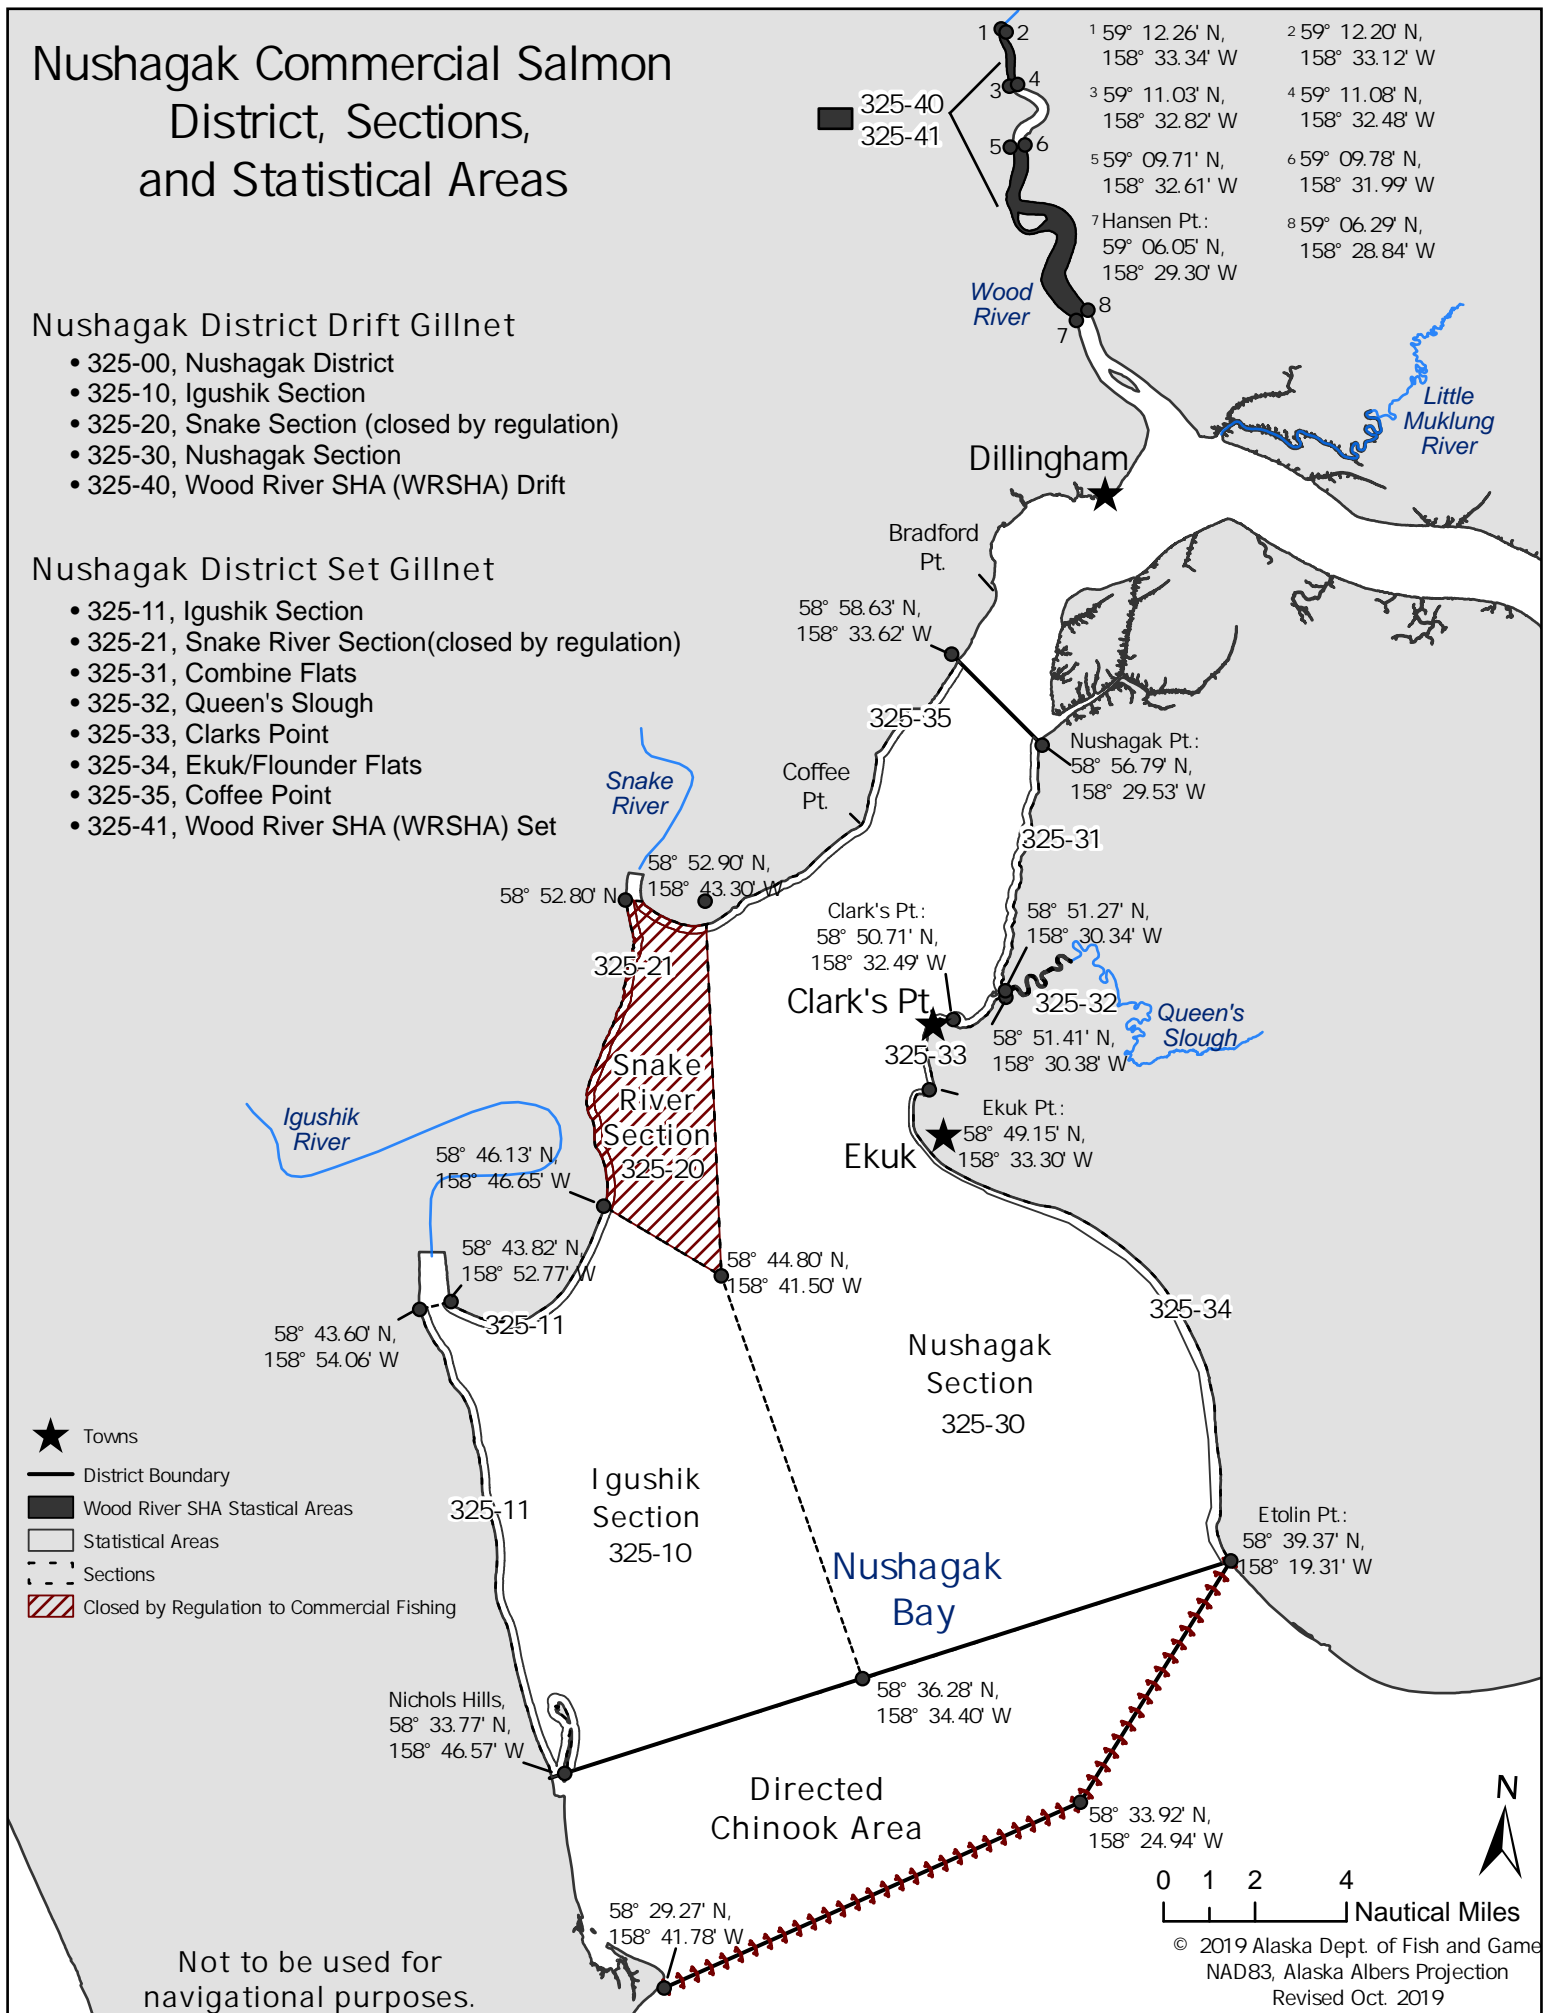 Nushagak Commercial Salmon
District, Sections,
and Statistical Areas
Nushagak District Drift Gillnet
• 325-00, Nushagak District
• 325-10, Igushik Section
• 325-20, Snake Section (closed by regulation)
• 325-30, Nushagak Section
• 325-40, Wood River SHA (WRSHA) Drift
Nushagak District Set Gillnet
• 325-11, Igushik Section
• 325-21, Snake River Section(closed by regulation)
• 325-31, Combine Flats
• 325-32, Queen's Slough
• 325-33, Clarks Point
• 325-34, Ekuk/Flounder Flats
• 325-35, Coffee Point
• 325-41, Wood River SHA (WRSHA) Set
1
2
3
4
325-40
325-41
5
6
7
8
1 59° 12.26' N,
158° 33.34' W
2 59° 12.20' N,
158° 33.12' W
3 59° 11.03' N,
158° 32.82' W
4 59° 11.08' N,
158° 32.48' W
5 59° 09.71' N,
158° 32.61' W
6 59° 09.78' N,
158° 31.99' W
7 Hansen Pt.:
59° 06.05' N,
158° 29.30' W
8 59° 06.29' N,
158° 28.84' W
Wood
River
Little
Muklung
River
Dillingham
Bradford
Pt.
58° 58.63' N,
158° 33.62' W
325-35
Nushagak Pt.:
58° 56.79' N,
158° 29.53' W
Coffee
Pt.
Snake
River
325-31
58° 52.90' N,
158° 43.30' W
58° 52.80' N
Clark's Pt.:
58° 50.71' N,
158° 32.49' W
58° 51.27' N,
158° 30.34' W
325-21
Clark's Pt.
325-32
Queen's
Slough
58° 51.41' N,
158° 30.38' W
325-33
Snake
River
Section
325-20
Igushik
River
Ekuk Pt.:
58° 49.15' N,
158° 33.30' W
Ekuk
58° 46.13' N,
158° 46.65' W
58° 43.82' N,
158° 52.77' W
58° 44.80' N,
158° 41.50' W
325-11
325-34
58° 43.60' N,
158° 54.06' W
Nushagak
Section
325-30
Towns
District Boundary
Wood River SHA Stastical Areas
Statistical Areas
Sections
Closed by Regulation to Commercial Fishing
Igushik
Section
325-10
325-11
Nushagak
Bay
Etolin Pt.:
58° 39.37' N,
158° 19.31' W
58° 36.28' N,
158° 34.40' W
Nichols Hills,
58° 33.77' N,
158° 46.57' W
Directed
Chinook Area
58° 33.92' N,
158° 24.94' W
58° 29.27' N,
158° 41.78' W
N
0 1 2 4
Nautical Miles
© 2019 Alaska Dept. of Fish and Game
NAD83, Alaska Albers Projection
Revised Oct. 2019
Not to be used for
navigational purposes.